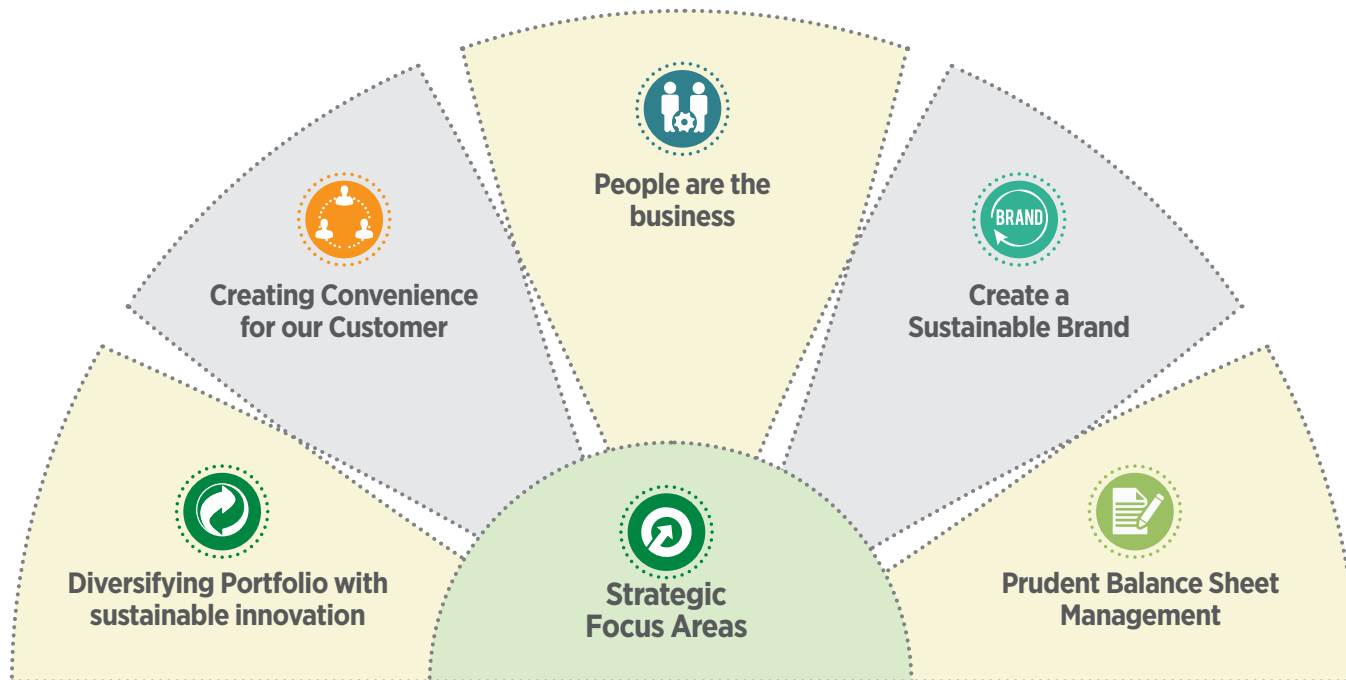 People are the
business
Creating Convenience
for our Customer
BRAND
Create a
Sustainable Brand
Diversifying Portfolio with
sustainable innovation
Strategic
Focus Areas
Prudent Balance Sheet
Management